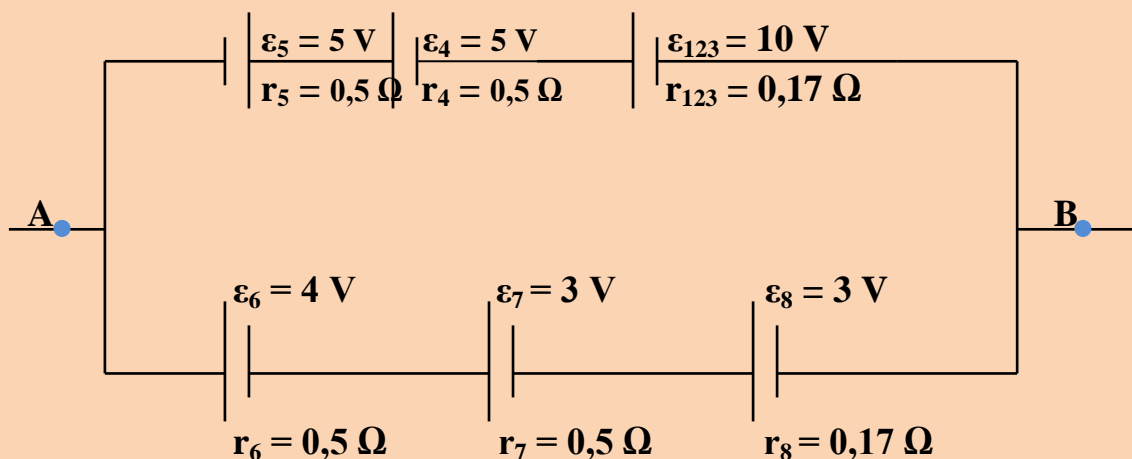 ε₅ = 5 V ε₄ = 5 V ε₁₂₃ = 10 V
r₅ = 0,5 Ω r₄ = 0,5 Ω r₁₂₃ = 0,17 Ω
A B
ε₆ = 4 V ε₇ = 3 V ε₈ = 3 V
r₆ = 0,5 Ω r₇ = 0,5 Ω r₈ = 0,17 Ω